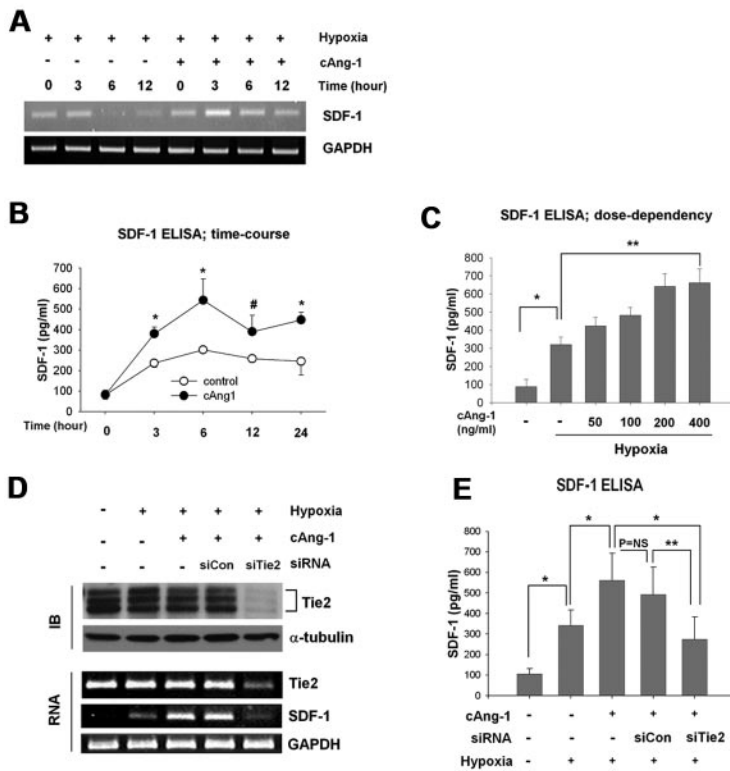 A
+ + + + + + + + Hypoxia
- - - - + + + + cAng-1
0 3 6 12 0 3 6 12 Time (hour)
SDF-1
GAPDH
B
SDF-1 ELISA; time-course
700
600
500
400
300
200
100
0
SDF-1 (pg/ml)
* * # *
control
cAng1
Time (hour) 0 3 6 12 24
C
SDF-1 ELISA; dose-dependency
800
700
600
500
400
300
200
100
0
SDF-1 (pg/ml)
* **
cAng-1 (ng/ml) - - 50 100 200 400
Hypoxia
D
- + + + + Hypoxia
- - + + + cAng-1
- - - siCon siTie2 siRNA
IB
Tie2
α-tubulin
RNA
Tie2
SDF-1
GAPDH
E
SDF-1 ELISA
800
700
600
500
400
300
200
100
0
SDF-1 (pg/ml)
* * * P=NS **
cAng-1 - - + + +
siRNA - - - siCon siTie2
Hypoxia - + + + +